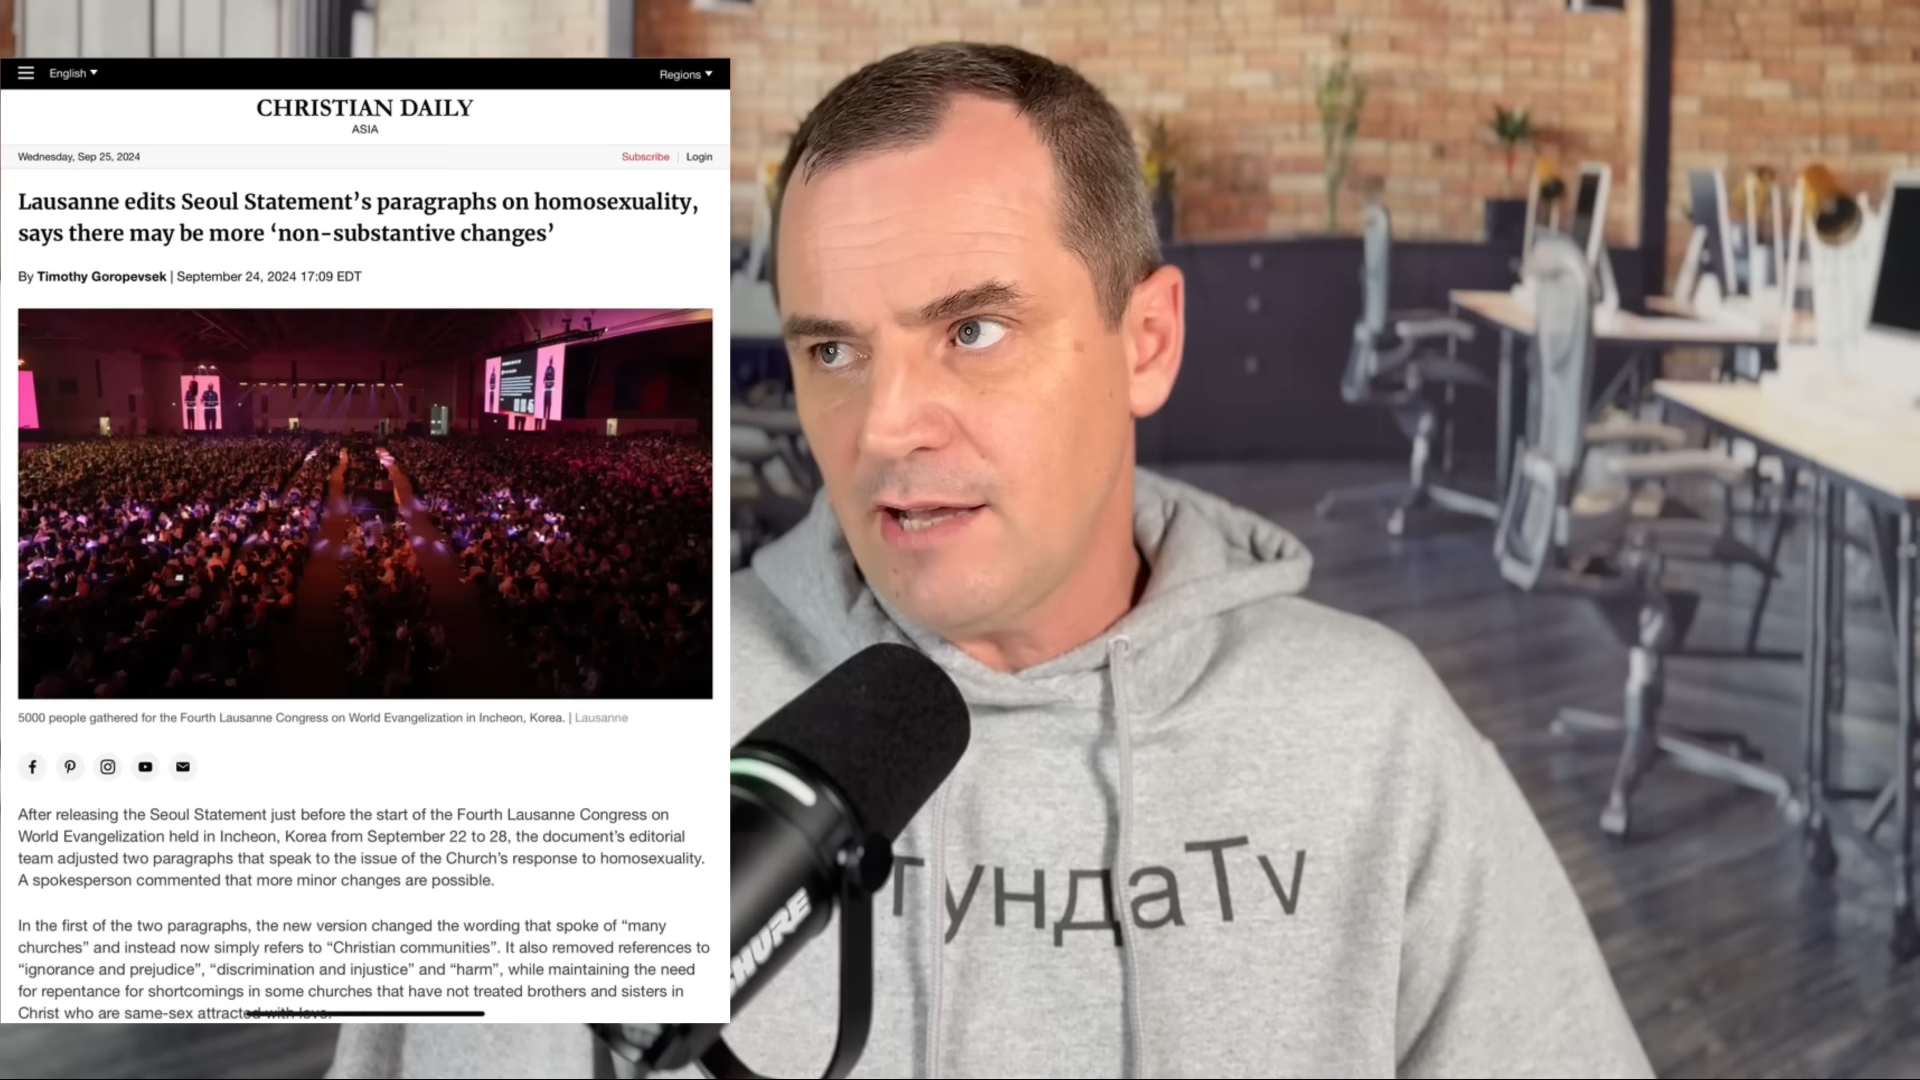 English
Regions
CHRISTIAN DAILY
ASIA
Wednesday, Sep 25, 2024
Subscribe | Login
Lausanne edits Seoul Statement’s paragraphs on homosexuality,
says there may be more ‘non-substantive changes’
By Timothy Goropevsek | September 24, 2024 17:09 EDT
5000 people gathered for the Fourth Lausanne Congress on World Evangelization in Incheon, Korea. | Lausanne
After releasing the Seoul Statement just before the start of the Fourth Lausanne Congress on
World Evangelization held in Incheon, Korea from September 22 to 28, the document’s editorial
team adjusted two paragraphs that speak to the issue of the Church’s response to homosexuality.
A spokesperson commented that more minor changes are possible.
In the first of the two paragraphs, the new version changed the wording that spoke of “many
churches” and instead now simply refers to “Christian communities”. It also removed references to
“ignorance and prejudice”, “discrimination and injustice” and “harm”, while maintaining the need
for repentance for shortcomings in some churches that have not treated brothers and sisters in
Christ who are same-sex attracted with love.
SHURE
тундаTv